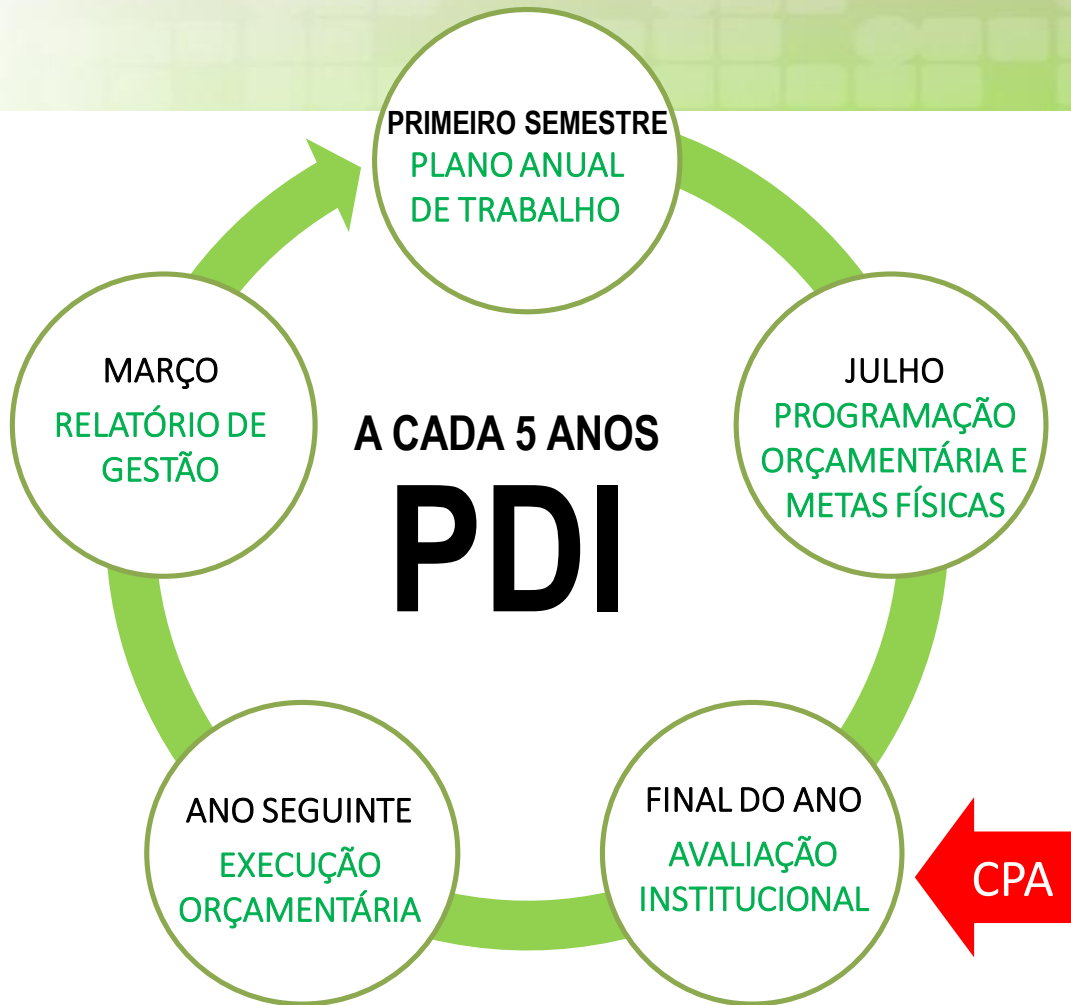 PRIMEIRO SEMESTRE
PLANO ANUAL
DE TRABALHO
MARÇO
RELATÓRIO DE
GESTÃO
A CADA 5 ANOS
PDI
JULHO
PROGRAMAÇÃO
ORÇAMENTÁRIA E
METAS FÍSICAS
ANO SEGUINTE
EXECUÇÃO
ORÇAMENTÁRIA
FINAL DO ANO
AVALIAÇÃO
INSTITUCIONAL
CPA